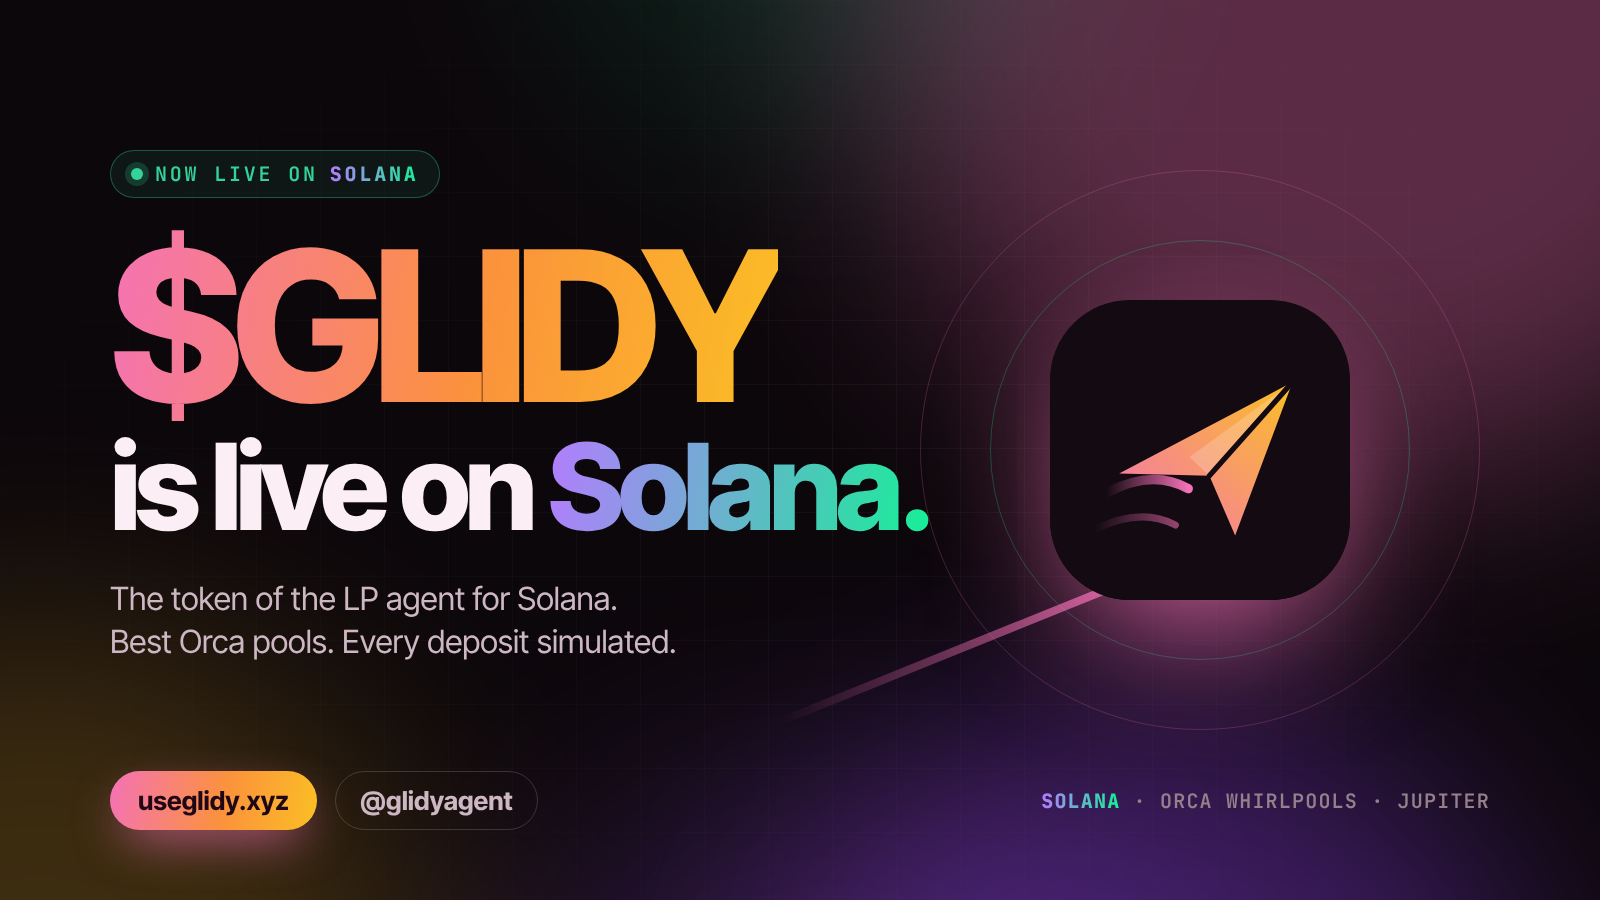 NOW LIVE ON SOLANA
$GLIDY
is live on Solana.
The token of the LP agent for Solana.
Best Orca pools. Every deposit simulated.
useglidy.xyz
@glidyagent
SOLANA · ORCA WHIRLPOOLS · JUPITER